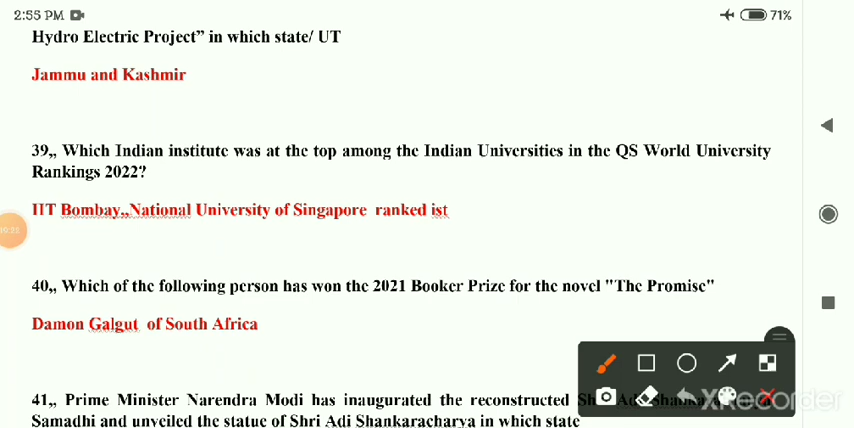 2:55 PM
71%
Hydro Electric Project” in which state/ UT
Jammu and Kashmir
39,, Which Indian institute was at the top among the Indian Universities in the QS World University
Rankings 2022?
IIT Bombay,,National University of Singapore ranked ist
40,, Which of the following person has won the 2021 Booker Prize for the novel "The Promise"
Damon Galgut of South Africa
41,, Prime Minister Narendra Modi has inaugurated the reconstructed
Samadhi and unveiled the statue of Shri Adi Shankaracharya in which state
XRecorder